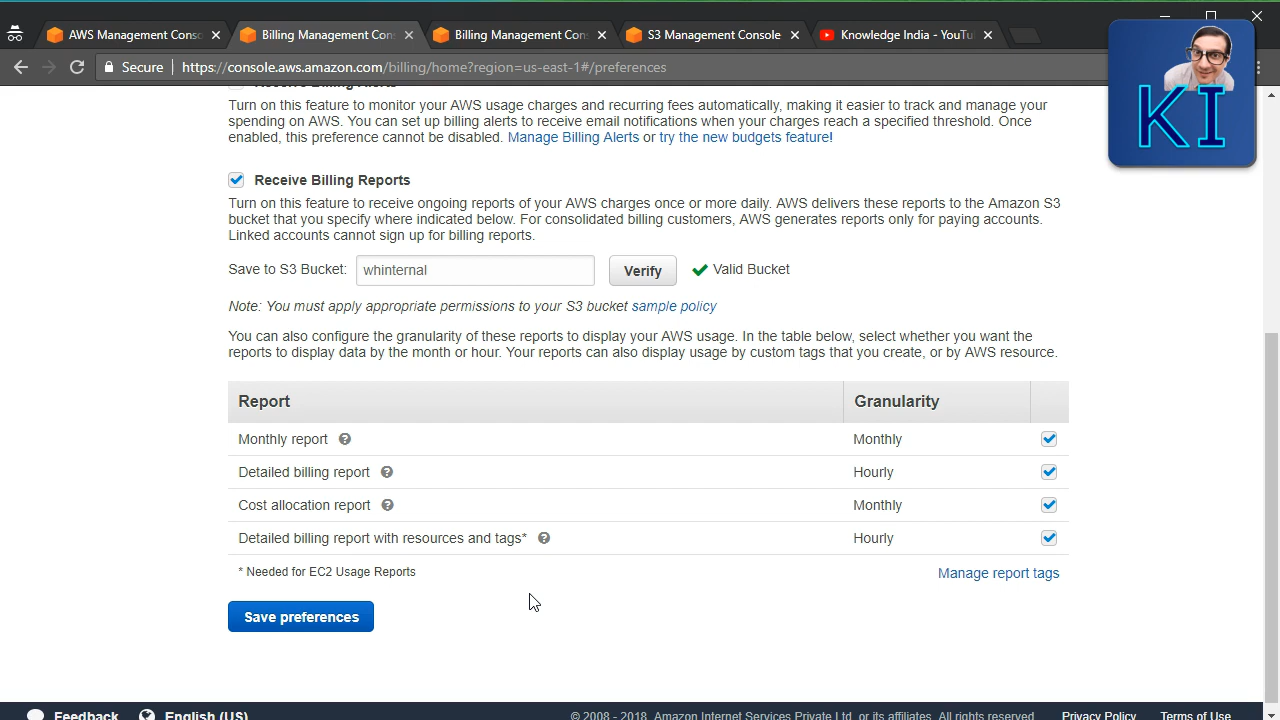 AWS Management Conso
Billing Management Con
Billing Management Con
S3 Management Console
Knowledge India - YouTu
Secure
https://console.aws.amazon.com/billing/home?region=us-east-1#/preferences
KI
Receive Billing Alerts
Turn on this feature to monitor your AWS usage charges and recurring fees automatically, making it easier to track and manage your
spending on AWS. You can set up billing alerts to receive email notifications when your charges reach a specified threshold. Once
enabled, this preference cannot be disabled. Manage Billing Alerts or try the new budgets feature!
Receive Billing Reports
Turn on this feature to receive ongoing reports of your AWS charges once or more daily. AWS delivers these reports to the Amazon S3
bucket that you specify where indicated below. For consolidated billing customers, AWS generates reports only for paying accounts.
Linked accounts cannot sign up for billing reports.
Save to S3 Bucket: whinternal Verify Valid Bucket
Note: You must apply appropriate permissions to your S3 bucket sample policy
You can also configure the granularity of these reports to display your AWS usage. In the table below, select whether you want the
reports to display data by the month or hour. Your reports can also display usage by custom tags that you create, or by AWS resource.
Report Granularity
Monthly report Monthly
Detailed billing report Hourly
Cost allocation report Monthly
Detailed billing report with resources and tags* Hourly
* Needed for EC2 Usage Reports
Manage report tags
Save preferences
Feedback English (US) © 2008 - 2018, Amazon Internet Services Private Ltd. or its affiliates. All rights reserved. Privacy Policy Terms of Use